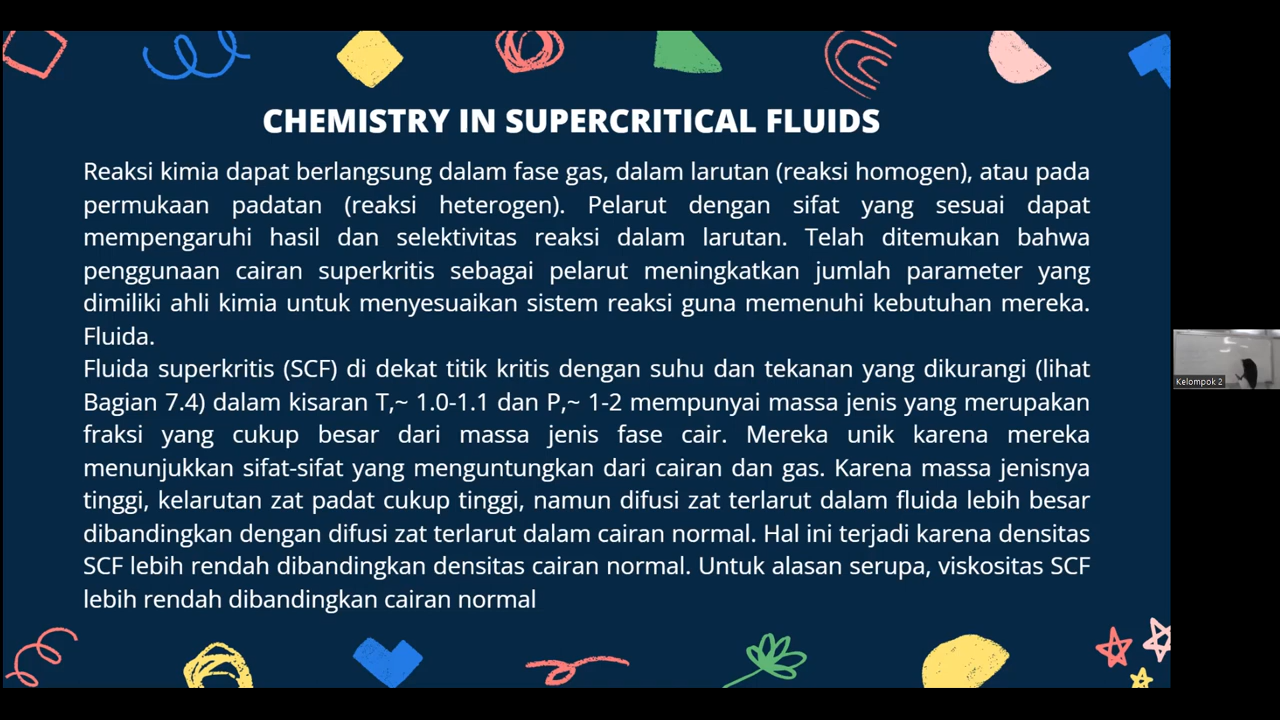 CHEMISTRY IN SUPERCRITICAL FLUIDS
Reaksi kimia dapat berlangsung dalam fase gas, dalam larutan (reaksi homogen), atau pada
permukaan padatan (reaksi heterogen). Pelarut dengan sifat yang sesuai dapat
mempengaruhi hasil dan selektivitas reaksi dalam larutan. Telah ditemukan bahwa
penggunaan cairan superkritis sebagai pelarut meningkatkan jumlah parameter yang
dimiliki ahli kimia untuk menyesuaikan sistem reaksi guna memenuhi kebutuhan mereka.
Fluida.
Fluida superkritis (SCF) di dekat titik kritis dengan suhu dan tekanan yang dikurangi (lihat
Bagian 7.4) dalam kisaran T,~ 1.0-1.1 dan P,~ 1-2 mempunyai massa jenis yang merupakan
fraksi yang cukup besar dari massa jenis fase cair. Mereka unik karena mereka
menunjukkan sifat-sifat yang menguntungkan dari cairan dan gas. Karena massa jenisnya
tinggi, kelarutan zat padat cukup tinggi, namun difusi zat terlarut dalam fluida lebih besar
dibandingkan dengan difusi zat terlarut dalam cairan normal. Hal ini terjadi karena densitas
SCF lebih rendah dibandingkan densitas cairan normal. Untuk alasan serupa, viskositas SCF
lebih rendah dibandingkan cairan normal
Kelompok 2